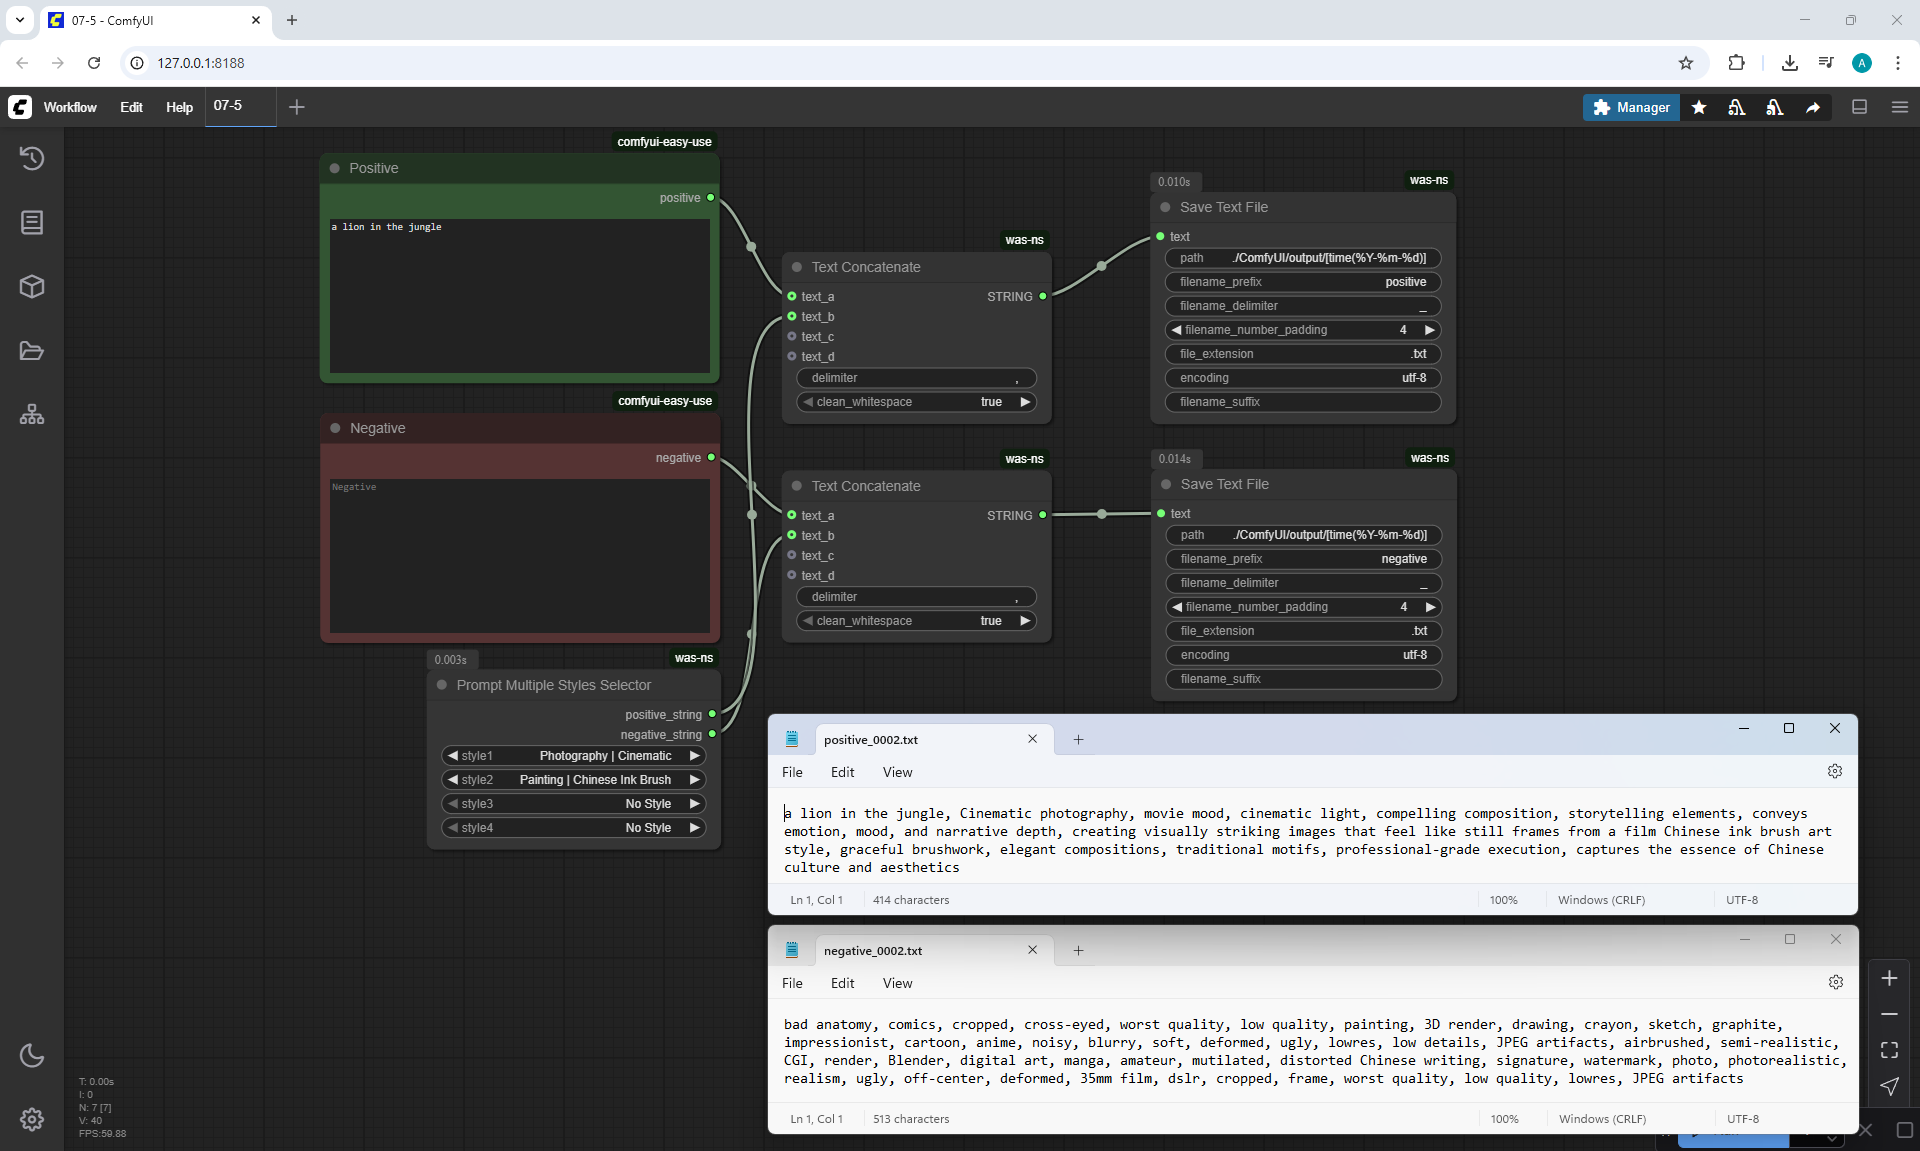 07-5 - ComfyUI
127.0.0.1:8188
A
Workflow Edit Help 07-5
Manager
comfyui-easy-use
Positive
positive
a lion in the jungle
comfyui-easy-use
Negative
negative
Negative
0.003s
was-ns
Prompt Multiple Styles Selector
positive_string
negative_string
style1 Photography | Cinematic
style2 Painting | Chinese Ink Brush
style3 No Style
style4 No Style
was-ns
Text Concatenate
text_a STRING
text_b
text_c
text_d
delimiter ,
clean_whitespace true
was-ns
Text Concatenate
text_a STRING
text_b
text_c
text_d
delimiter ,
clean_whitespace true
0.010s
was-ns
Save Text File
text
path ./ComfyUI/output/[time(%Y-%m-%d)]
filename_prefix positive
filename_delimiter _
filename_number_padding 4
file_extension .txt
encoding utf-8
filename_suffix
0.014s
was-ns
Save Text File
text
path ./ComfyUI/output/[time(%Y-%m-%d)]
filename_prefix negative
filename_delimiter _
filename_number_padding 4
file_extension .txt
encoding utf-8
filename_suffix
positive_0002.txt
File Edit View
a lion in the jungle, Cinematic photography, movie mood, cinematic light, compelling composition, storytelling elements, conveys
emotion, mood, and narrative depth, creating visually striking images that feel like still frames from a film Chinese ink brush art
style, graceful brushwork, elegant compositions, traditional motifs, professional-grade execution, captures the essence of Chinese
culture and aesthetics
Ln 1, Col 1 414 characters 100% Windows (CRLF) UTF-8
negative_0002.txt
File Edit View
bad anatomy, comics, cropped, cross-eyed, worst quality, low quality, painting, 3D render, drawing, crayon, sketch, graphite,
impressionist, cartoon, anime, noisy, blurry, soft, deformed, ugly, lowres, low details, JPEG artifacts, airbrushed, semi-realistic,
CGI, render, Blender, digital art, manga, amateur, mutilated, distorted Chinese writing, signature, watermark, photo, photorealistic,
realism, ugly, off-center, deformed, 35mm film, dslr, cropped, frame, worst quality, low quality, lowres, JPEG artifacts
Ln 1, Col 1 513 characters 100% Windows (CRLF) UTF-8
T: 0.00s
I: 0
N: 7 [7]
V: 40
FPS:59.88